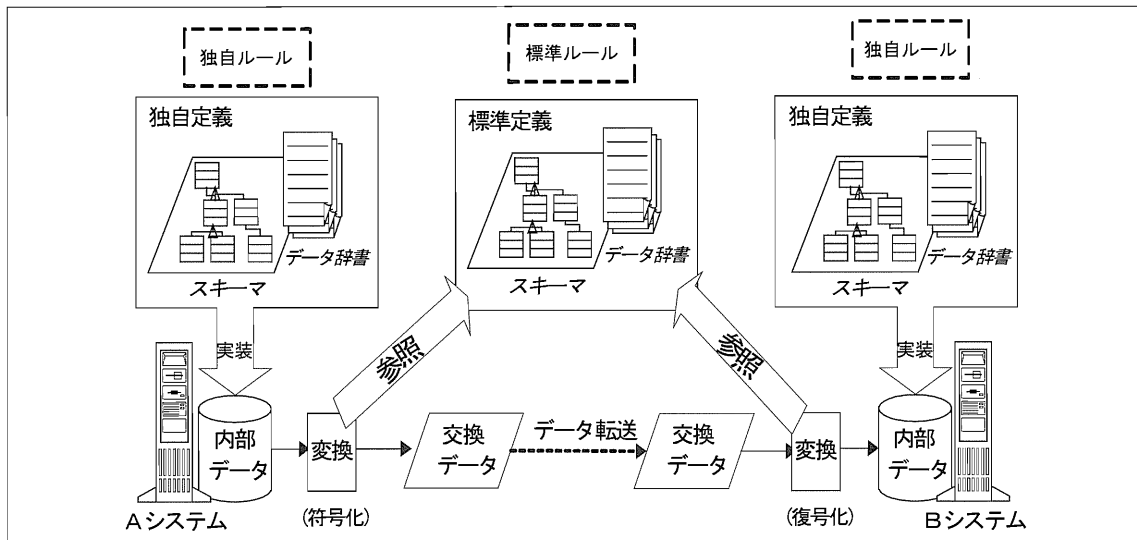 独自ルール
標準ルール
独自ルール
独自定義
データ辞書
スキーマ
標準定義
データ辞書
スキーマ
独自定義
データ辞書
スキーマ
実装
参照
参照
実装
内部
データ
変換
交換
データ
データ転送
交換
データ
変換
内部
データ
Aシステム
(符号化)
(復号化)
Bシステム